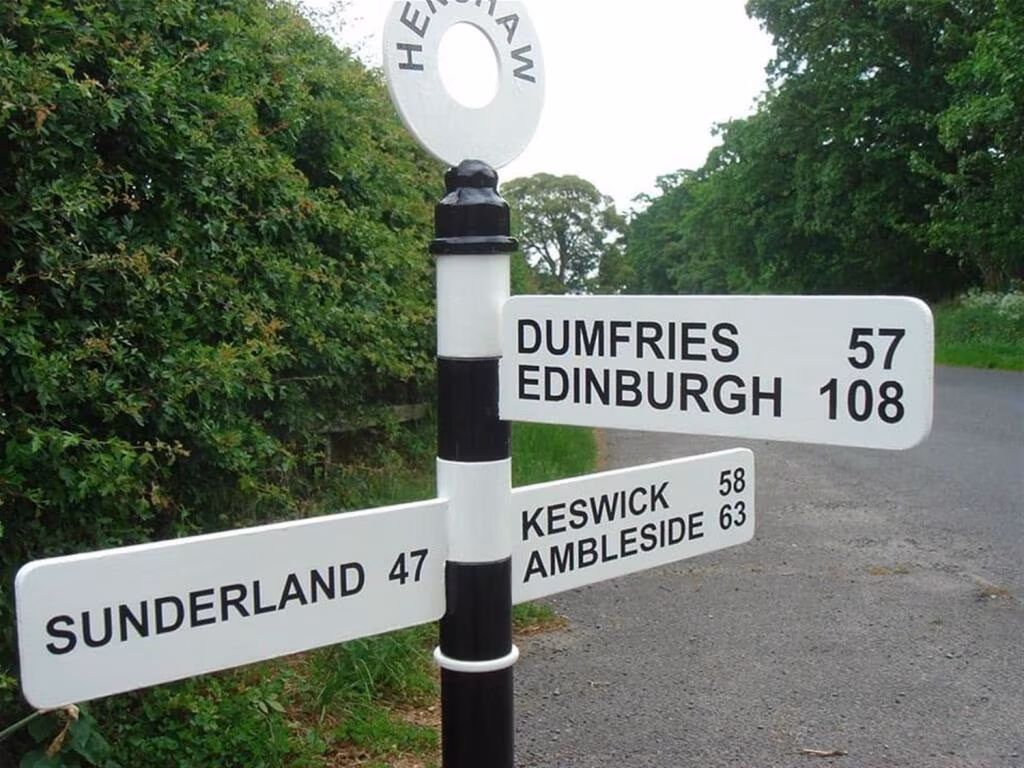 HENSHAW
DUMFRIES 57
EDINBURGH 108
KESWICK 58
AMBLESIDE 63
SUNDERLAND 47